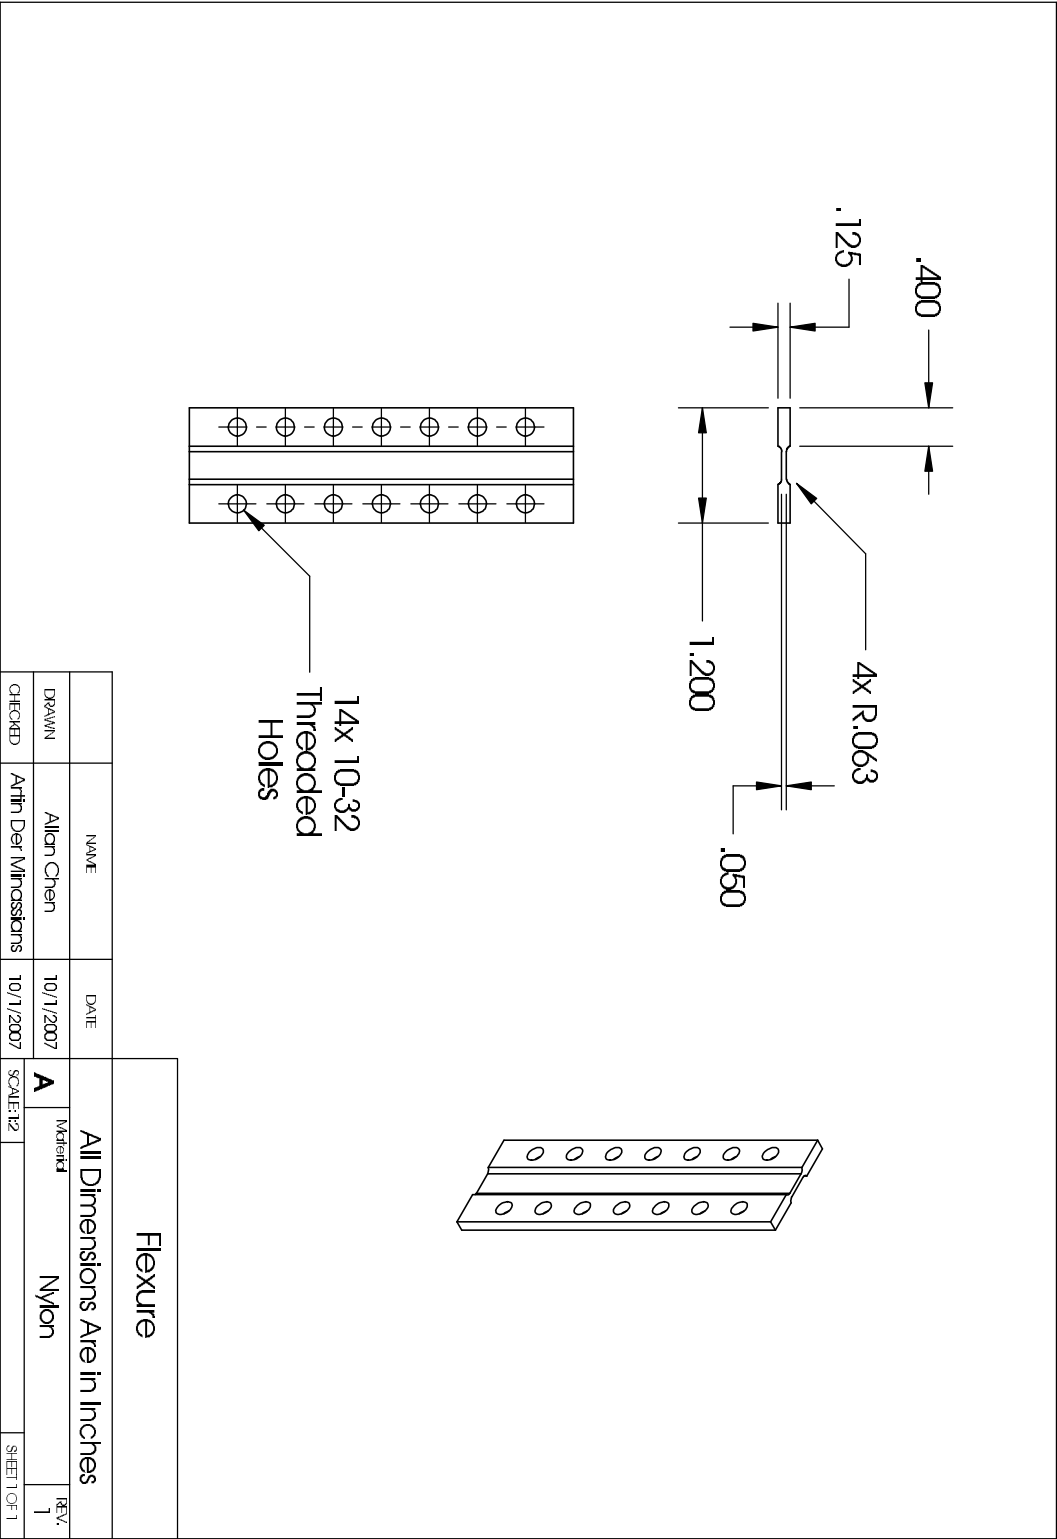 .400
.125
4x R.063
1.200
.050
14x 10-32
Threaded
Holes
Flexure
NAME
DATE
All Dimensions Are in Inches
DRAWN
Allan Chen
10/1/2007
A
Material
Nylon
REV.
1
CHECKED
Artin Der Minassians
10/1/2007
SCALE:1:2
SHEET 1 OF 1